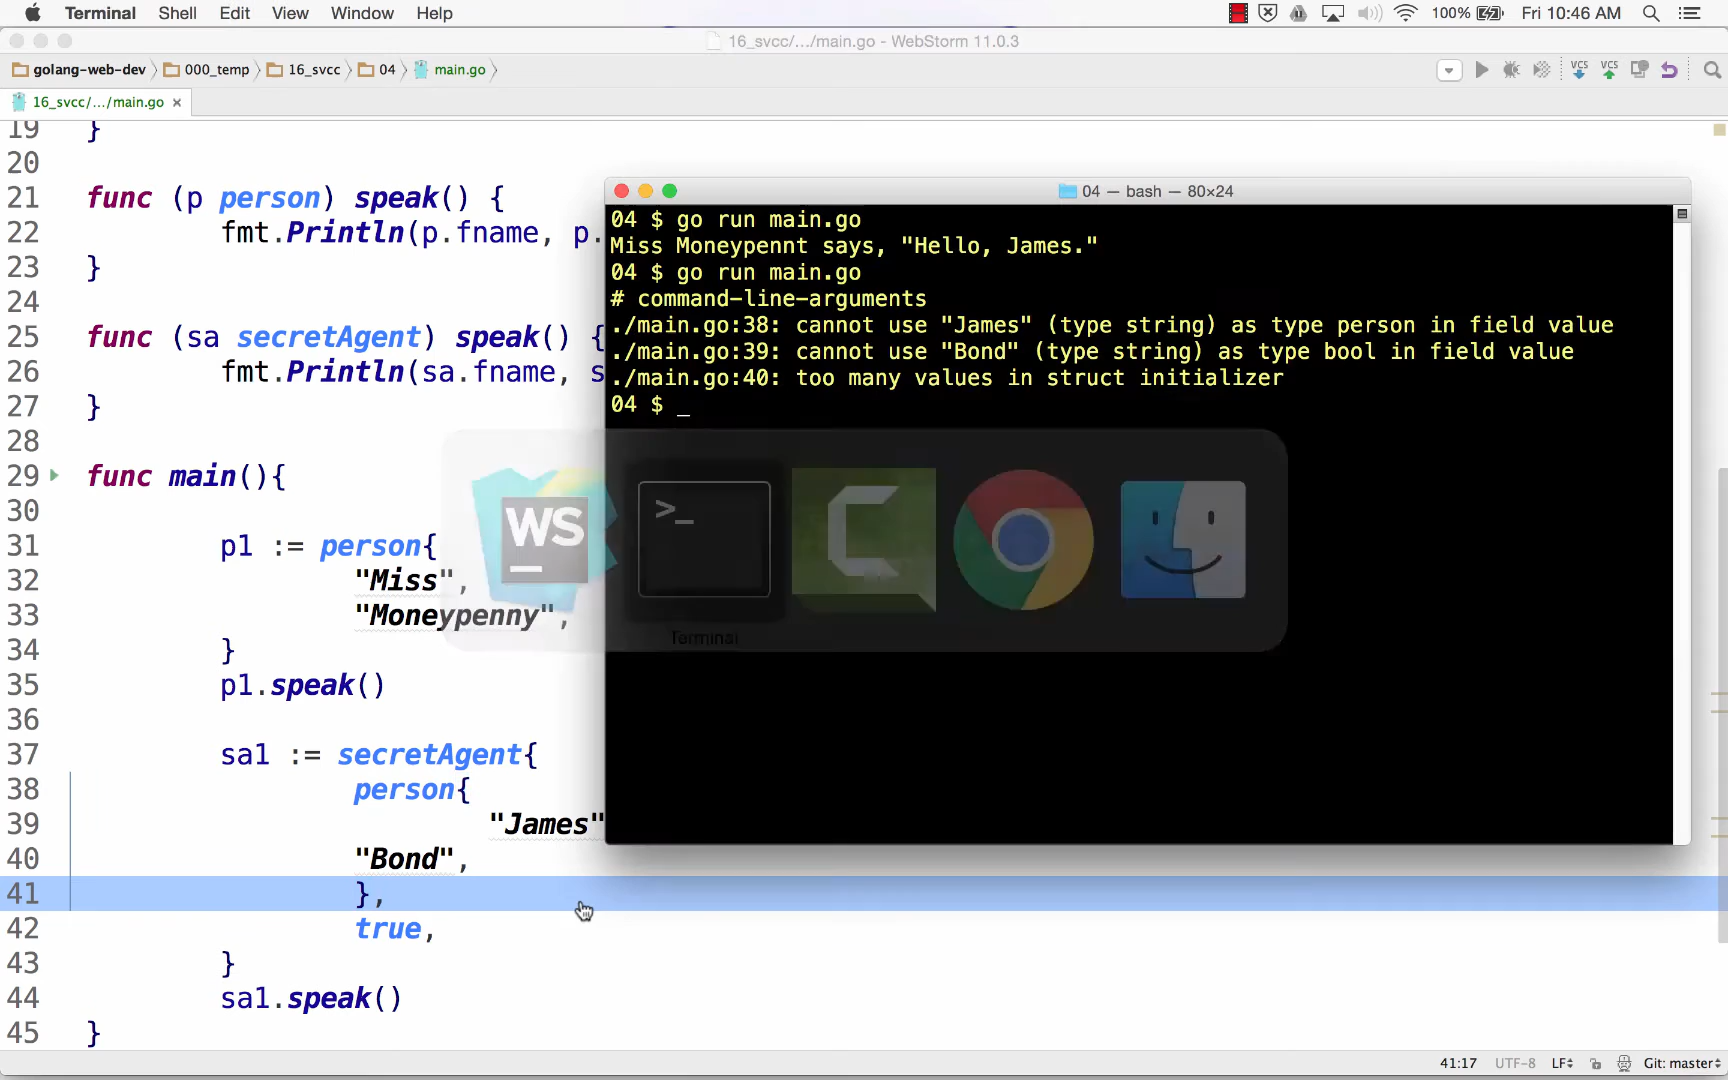 Terminal Shell Edit View Window Help 100% Fri 10:46 AM
16_svcc/.../main.go - WebStorm 11.0.3
golang-web-dev 000_temp 16_svcc 04 main.go VCS VCS
16_svcc/.../main.go ×
19 }
20
21 func (p person) speak() {
22 fmt.Println(p.fname, p.
23 }
24
25 func (sa secretAgent) speak() {
26 fmt.Println(sa.fname, s
27 }
28
29 func main(){
30
31 p1 := person{
32 "Miss",
33 "Moneypenny",
34 }
35 p1.speak()
36
37 sa1 := secretAgent{
38 person{
39 "James"
40 "Bond",
41 },
42 true,
43 }
44 sa1.speak()
45 }
04 — bash — 80×24
04 $ go run main.go
Miss Moneypennt says, "Hello, James."
04 $ go run main.go
# command-line-arguments
./main.go:38: cannot use "James" (type string) as type person in field value
./main.go:39: cannot use "Bond" (type string) as type bool in field value
./main.go:40: too many values in struct initializer
04 $ _
WS
>_
Terminal
41:17 UTF-8 LF Git: master